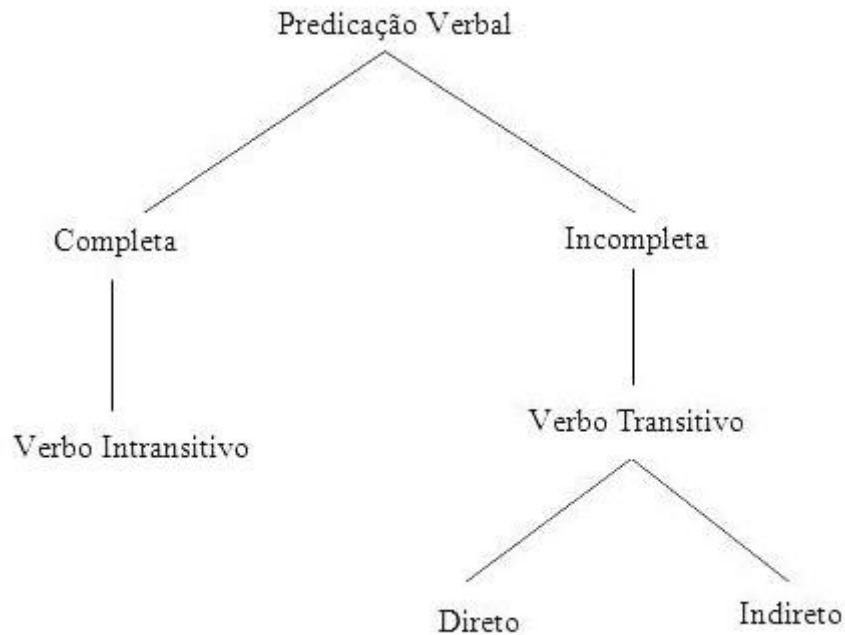 Predicação Verbal
Completa
Incompleta
Verbo Intransitivo
Verbo Transitivo
Direto
Indireto